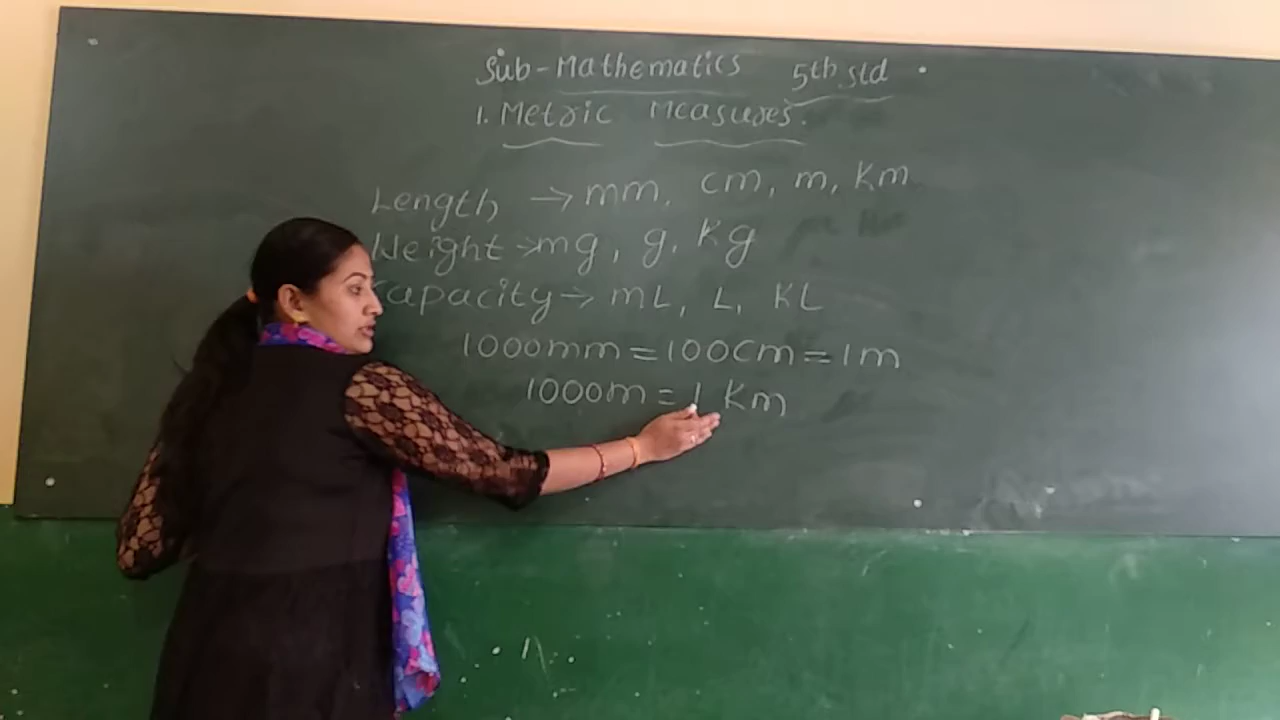 Sub-Mathematics 5th std.
1. Metric Measures.
Length → mm, cm, m, Km
Weight → mg, g, Kg
Capacity → mL, L, KL
1000mm = 100Cm = 1m
1000m = 1 Km